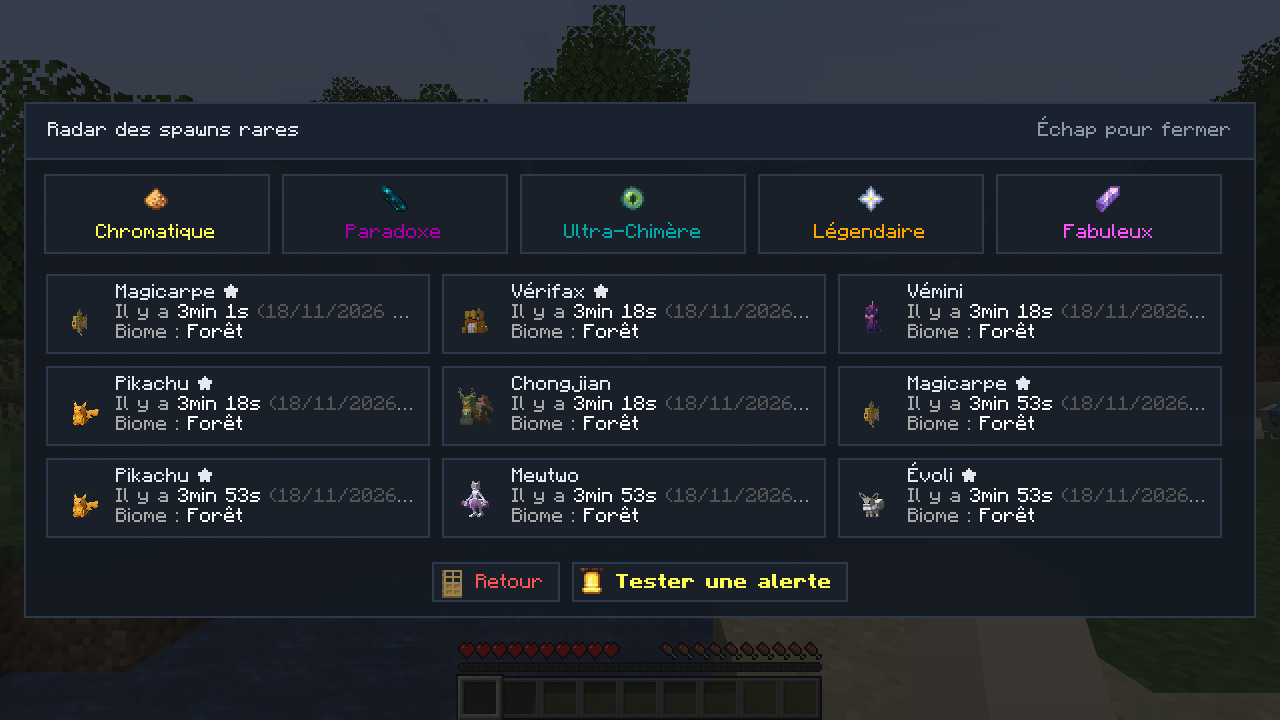 Radar des spawns rares
Échap pour fermer
Chromatique
Paradoxe
Ultra-Chimère
Légendaire
Fabuleux
Magicarpe ★
Il y a 3min 1s (18/11/2026 ...
Biome : Forêt
Vérifax ★
Il y a 3min 18s (18/11/2026...
Biome : Forêt
Vémini
Il y a 3min 18s (18/11/2026...
Biome : Forêt
Pikachu ★
Il y a 3min 18s (18/11/2026...
Biome : Forêt
Chongjian
Il y a 3min 18s (18/11/2026...
Biome : Forêt
Magicarpe ★
Il y a 3min 53s (18/11/2026...
Biome : Forêt
Pikachu ★
Il y a 3min 53s (18/11/2026...
Biome : Forêt
Mewtwo
Il y a 3min 53s (18/11/2026...
Biome : Forêt
Évoli ★
Il y a 3min 53s (18/11/2026...
Biome : Forêt
Retour
Tester une alerte